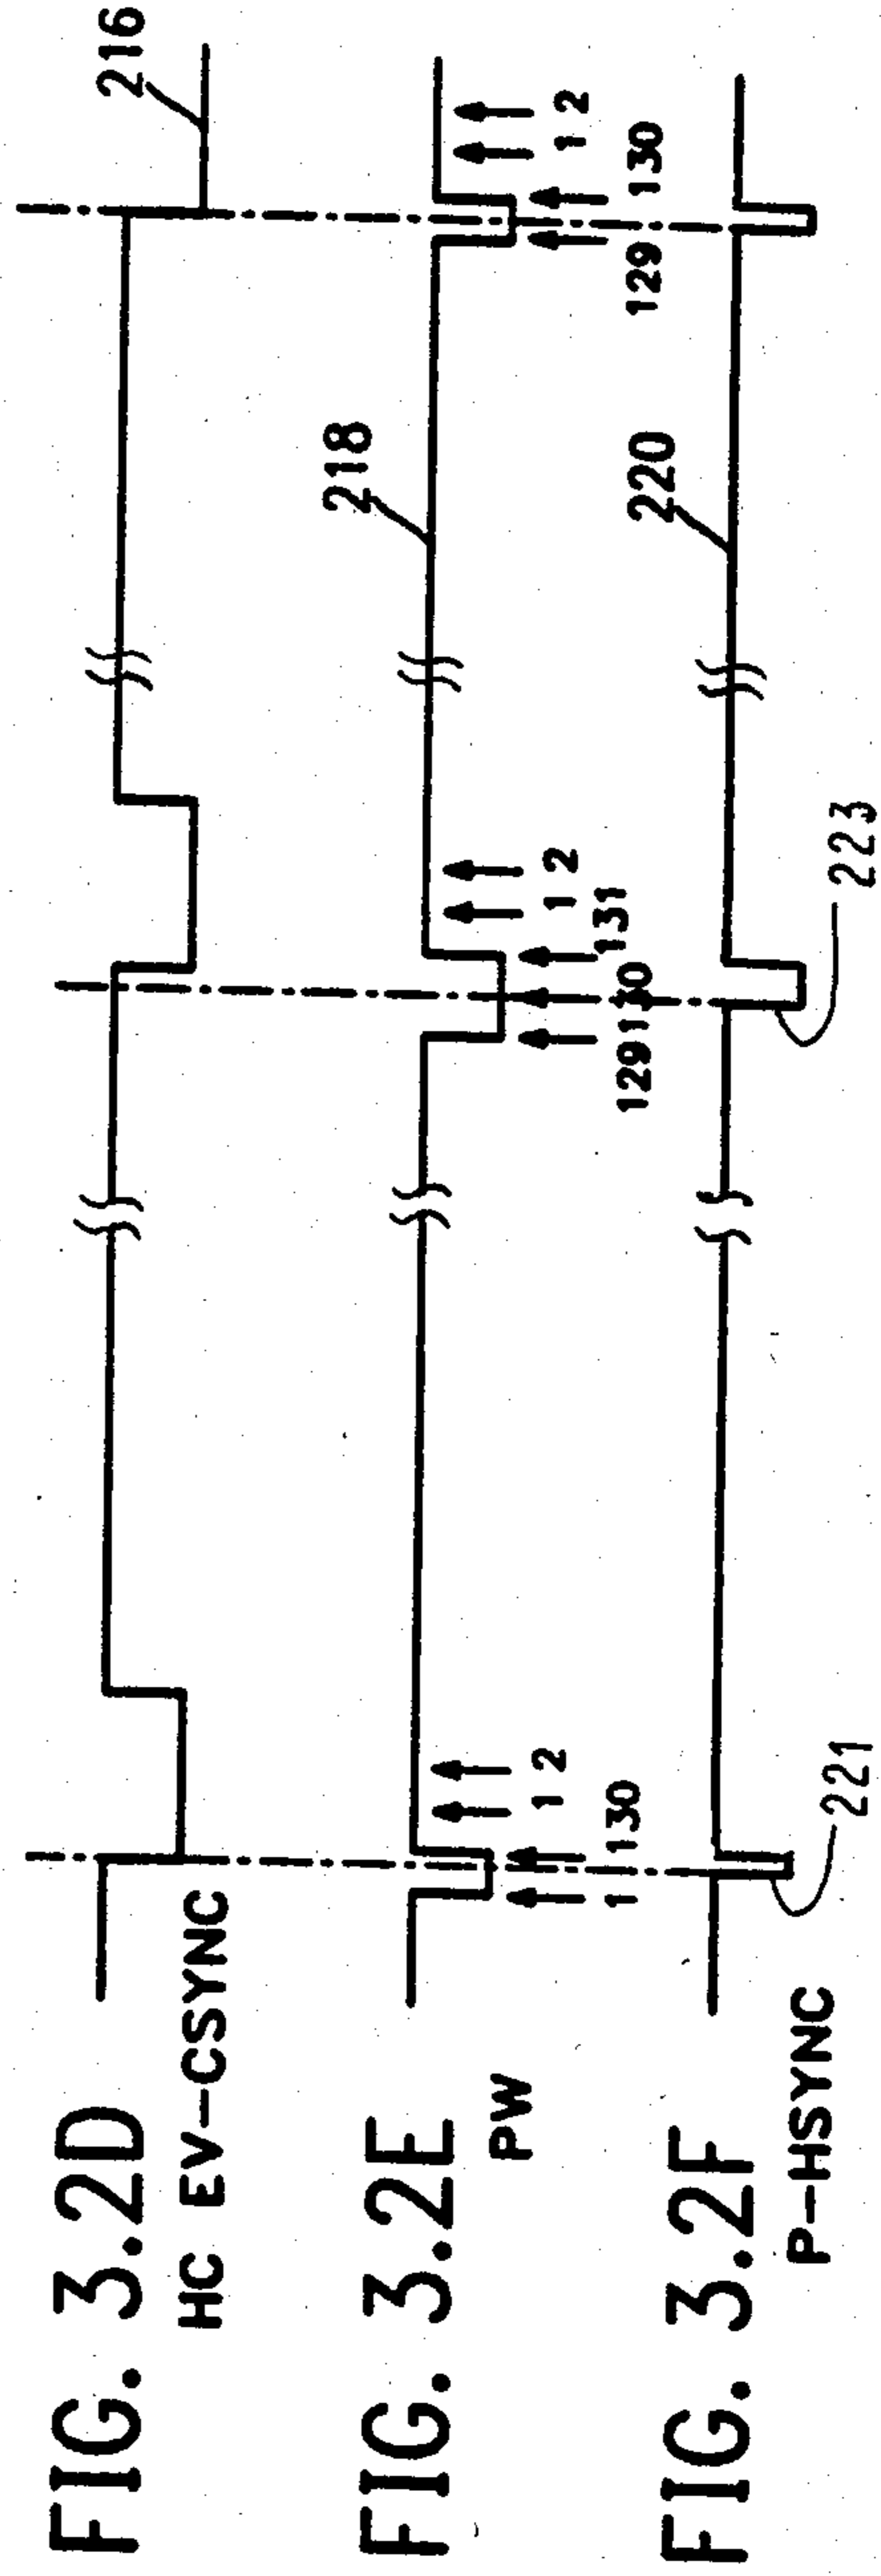 FIG. 3.2D
HC EV-CSYNC
216
FIG. 3.2E
PW
218
1 2
1 130
1 2
129 130 131
1 2
129 130
FIG. 3.2F
P-HSYNC
220
221
223